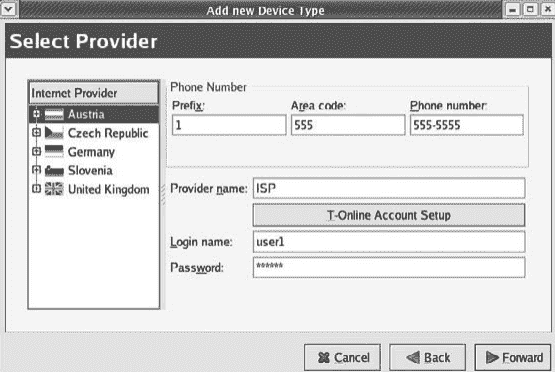 Add new Device Type
Select Provider
Internet Provider
Austria
Czech Republic
Germany
Slovenia
United Kingdom
Phone Number
Prefix: Area code: Phone number:
1 555 555-5555
Provider name: ISP
T-Online Account Setup
Login name: user1
Password: ******
Cancel Back Forward